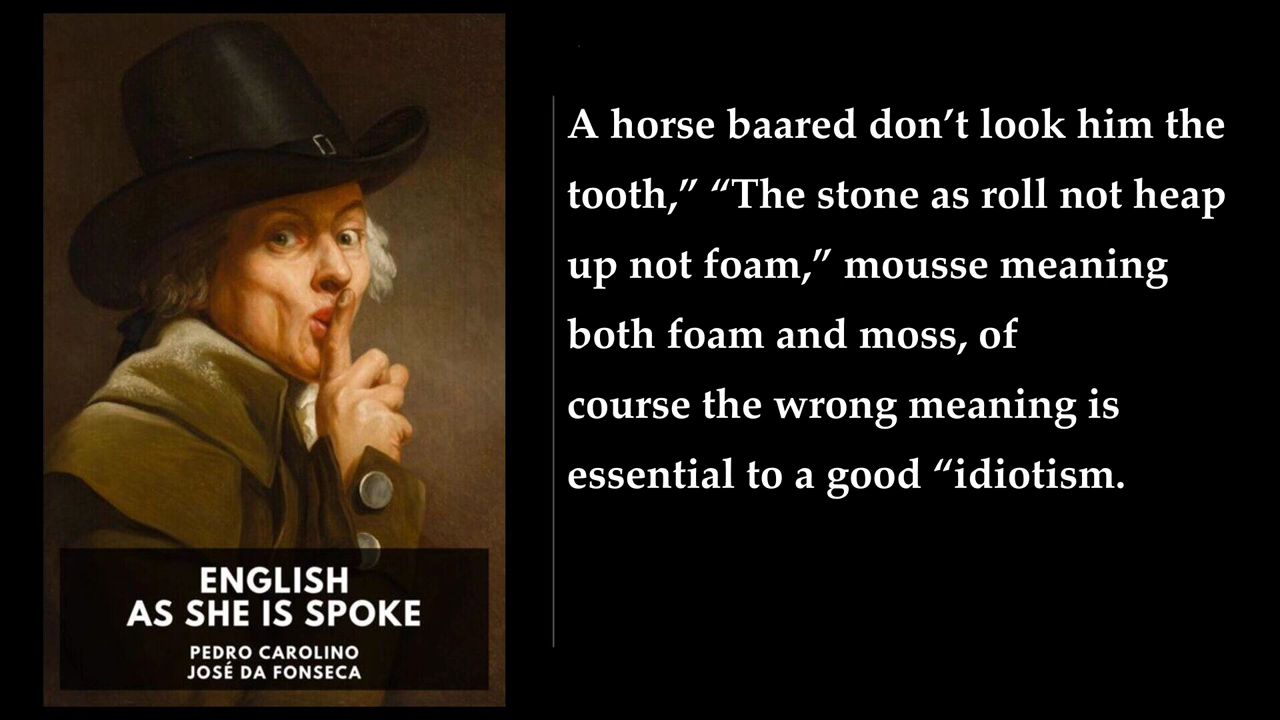 A horse baared don’t look him the
tooth,” “The stone as roll not heap
up not foam,” mousse meaning
both foam and moss, of
course the wrong meaning is
essential to a good “idiotism.
ENGLISH
AS SHE IS SPOKE
PEDRO CAROLINO
JOSÉ DA FONSECA